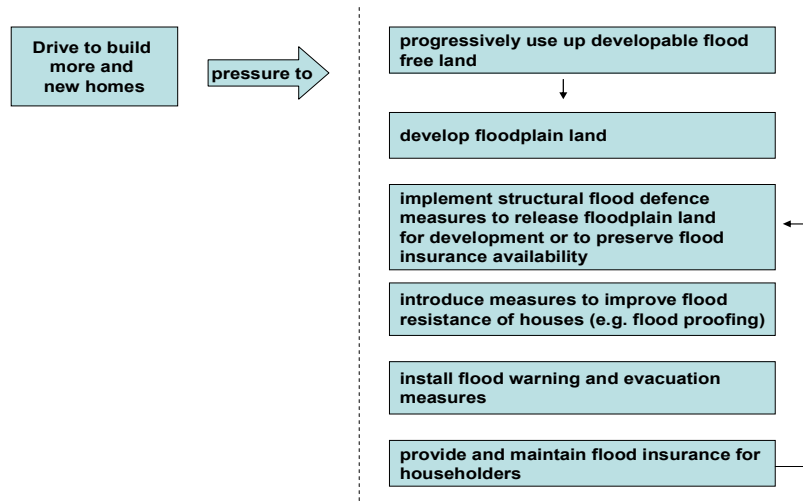 Drive to build
more and
new homes
pressure to
progressively use up developable flood
free land
develop floodplain land
implement structural flood defence
measures to release floodplain land
for development or to preserve flood
insurance availability
introduce measures to improve flood
resistance of houses (e.g. flood proofing)
install flood warning and evacuation
measures
provide and maintain flood insurance for
householders